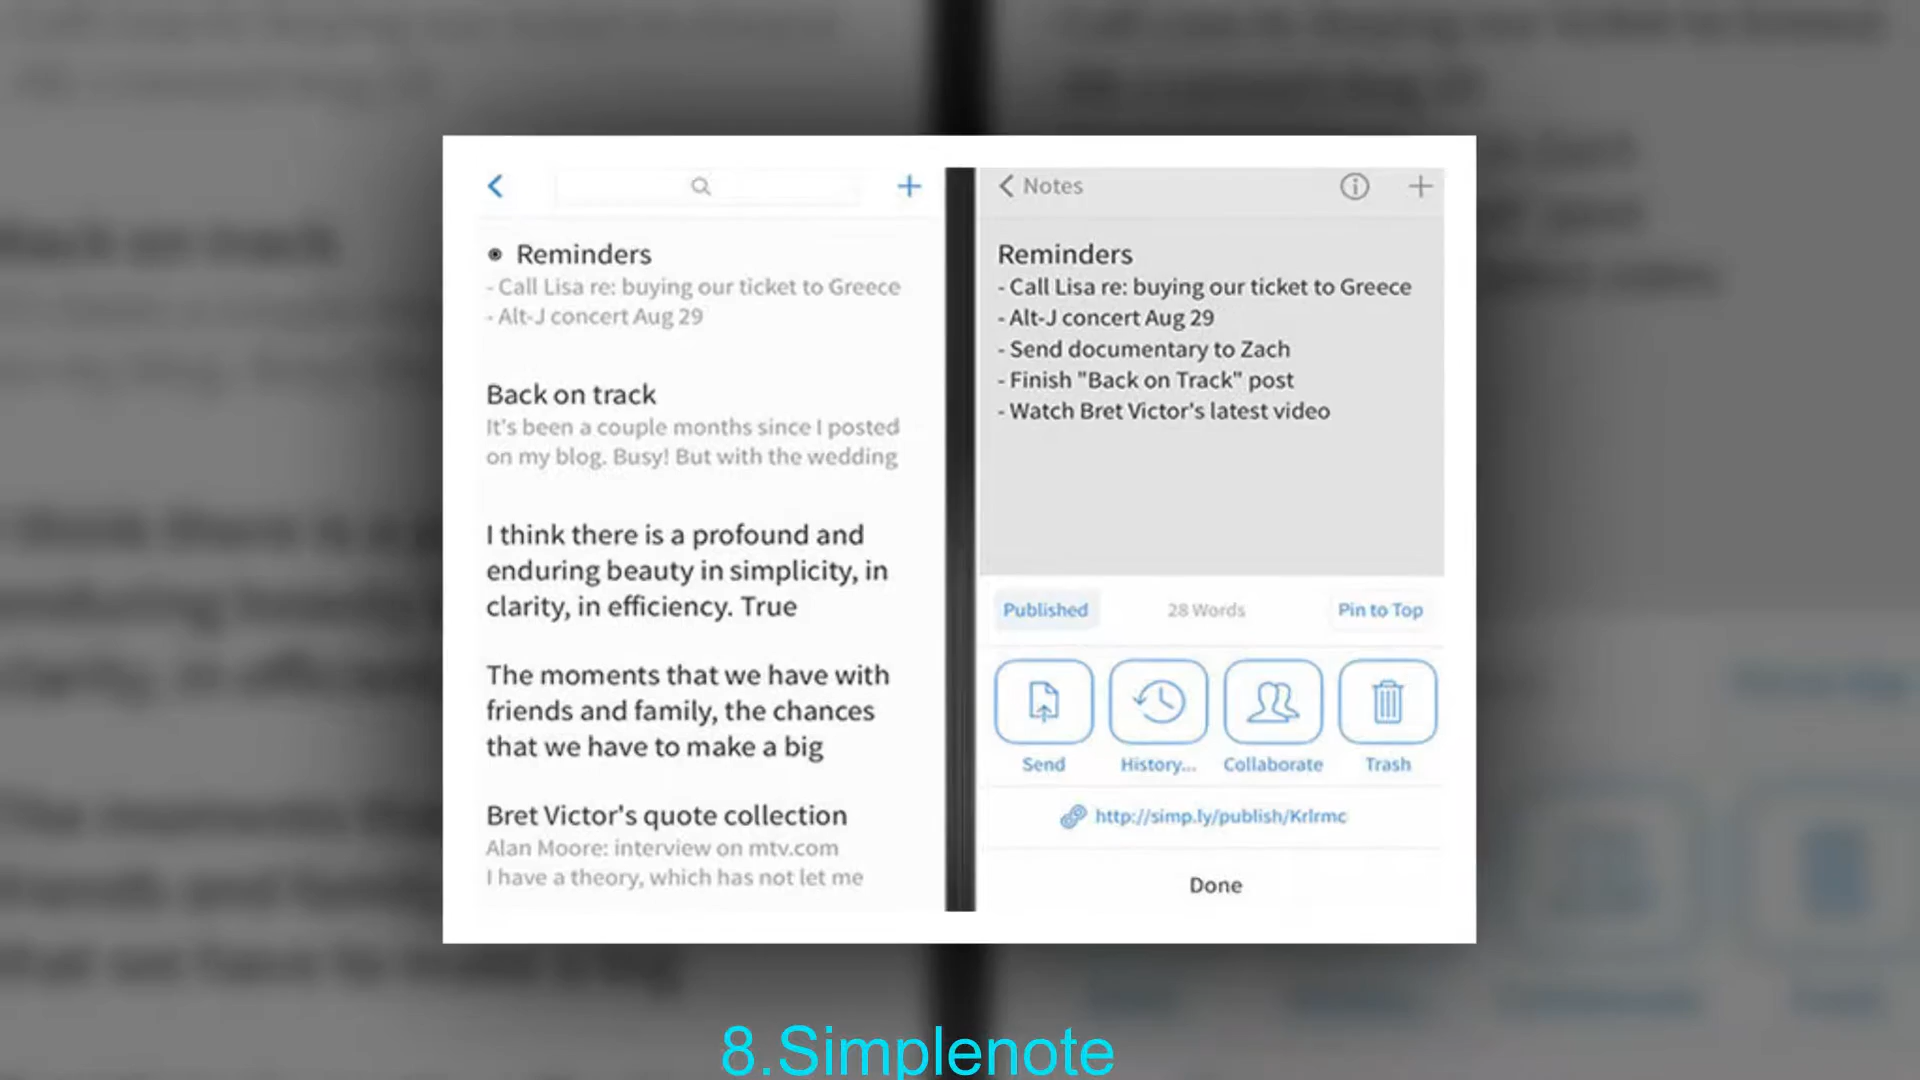 Reminders
- Call Lisa re: buying our ticket to Greece
- Alt-J concert Aug 29
Back on track
It's been a couple months since I posted
on my blog. Busy! But with the wedding
I think there is a profound and
enduring beauty in simplicity, in
clarity, in efficiency. True
The moments that we have with
friends and family, the chances
that we have to make a big
Bret Victor's quote collection
Alan Moore: interview on mtv.com
I have a theory, which has not let me
Notes
Reminders
- Call Lisa re: buying our ticket to Greece
- Alt-J concert Aug 29
- Send documentary to Zach
- Finish "Back on Track" post
- Watch Bret Victor's latest video
Published 28 Words Pin to Top
Send History... Collaborate Trash
http://simp.ly/publish/Krlrmc
Done
8.Simplenote